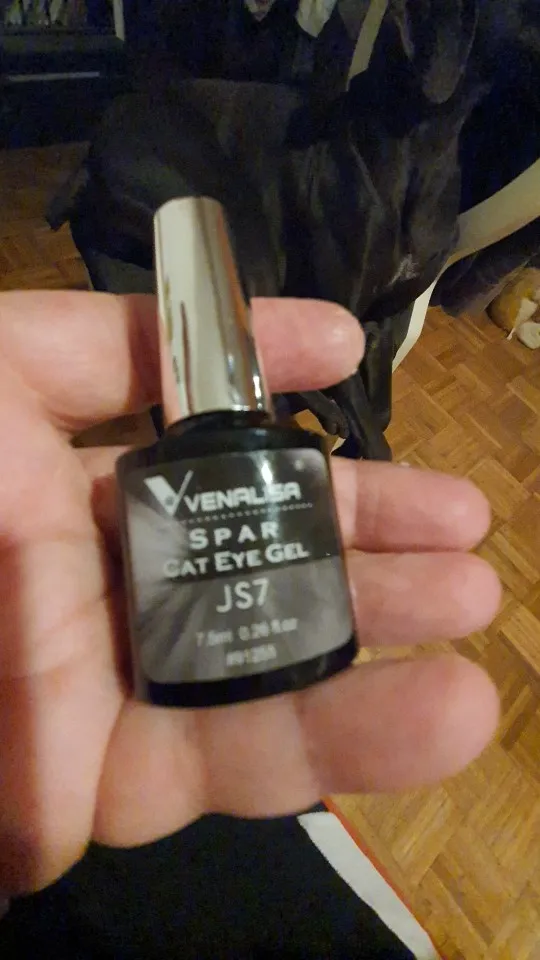 VENALISA
SPAR
CAT EYE GEL
JS7
7.5ml 0.26 fl.oz
#91255